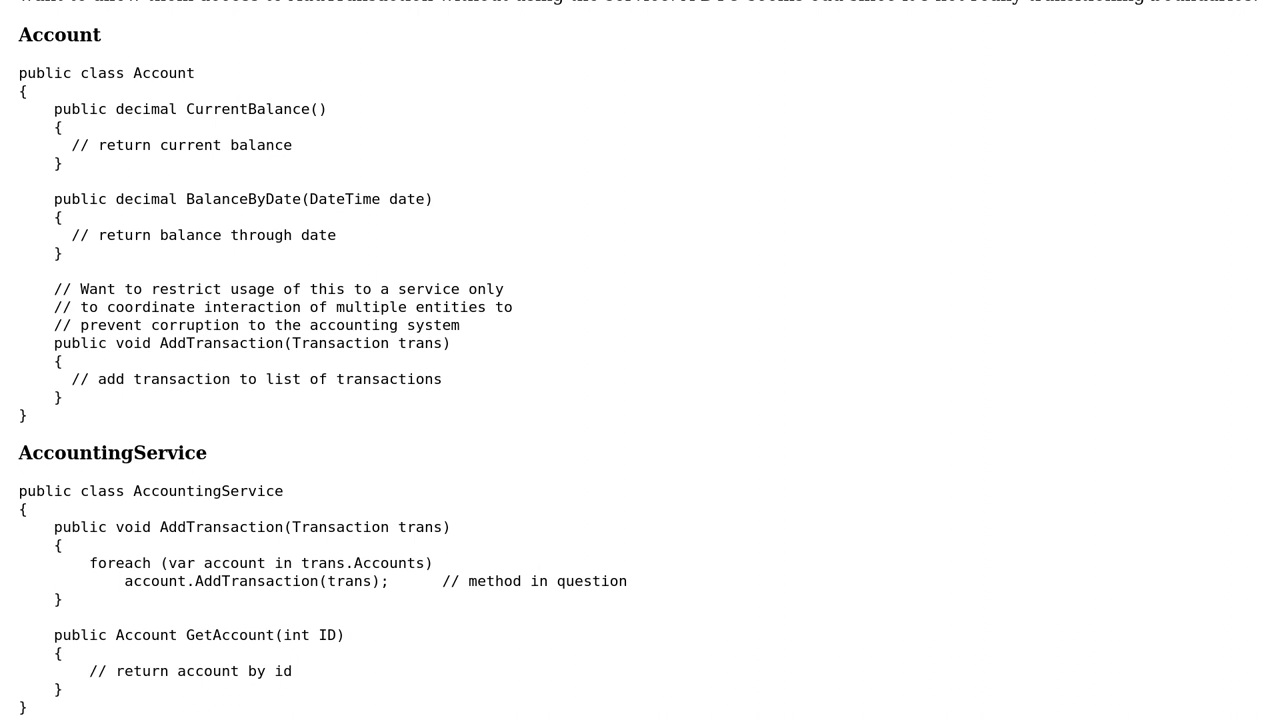 Account
public class Account
{
    public decimal CurrentBalance()
    {
      // return current balance
    }

    public decimal BalanceByDate(DateTime date)
    {
      // return balance through date
    }

    // Want to restrict usage of this to a service only
    // to coordinate interaction of multiple entities to
    // prevent corruption to the accounting system
    public void AddTransaction(Transaction trans)
    {
      // add transaction to list of transactions
    }
}
AccountingService
public class AccountingService
{
    public void AddTransaction(Transaction trans)
    {
        foreach (var account in trans.Accounts)
            account.AddTransaction(trans);      // method in question
    }

    public Account GetAccount(int ID)
    {
        // return account by id
    }
}